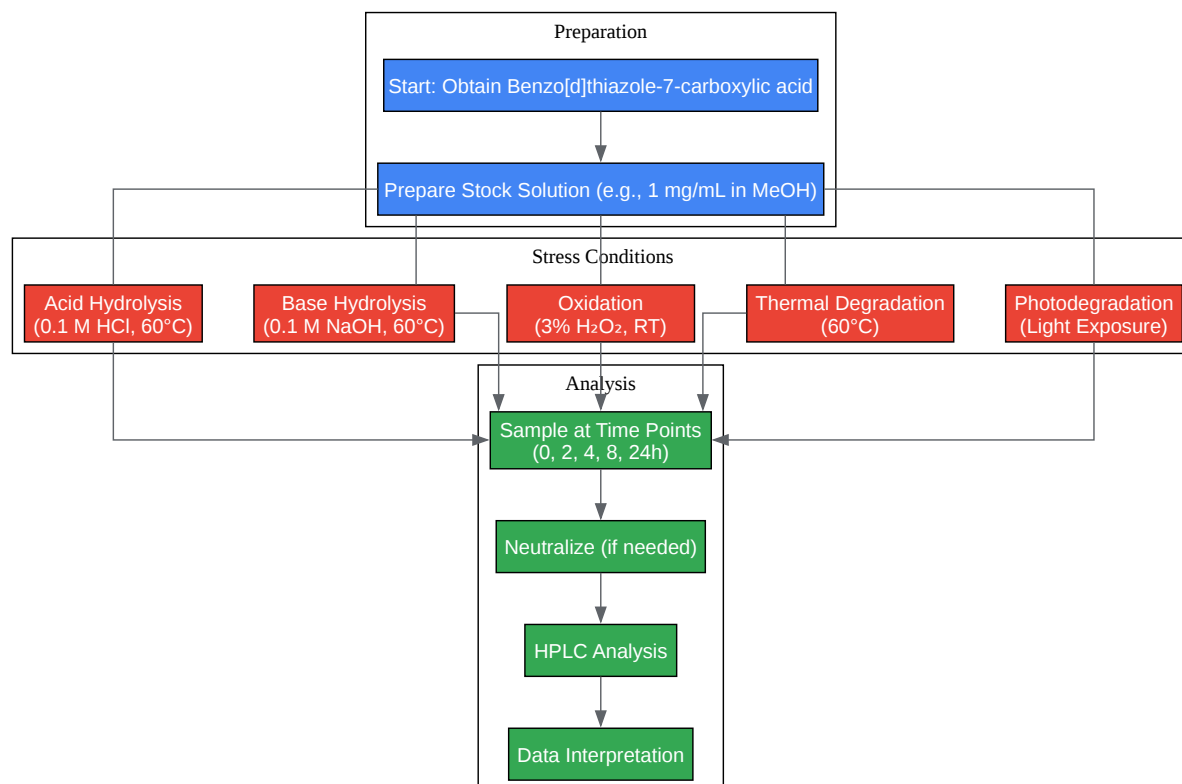 Preparation
Start: Obtain Benzo[d]thiazole-7-carboxylic acid
Prepare Stock Solution (e.g., 1 mg/mL in MeOH)
Stress Conditions
Acid Hydrolysis
(0.1 M HCl, 60°C)
Base Hydrolysis
(0.1 M NaOH, 60°C)
Oxidation
(3% H₂O₂, RT)
Thermal Degradation
(60°C)
Photodegradation
(Light Exposure)
Analysis
Sample at Time Points
(0, 2, 4, 8, 24h)
Neutralize (if needed)
HPLC Analysis
Data Interpretation